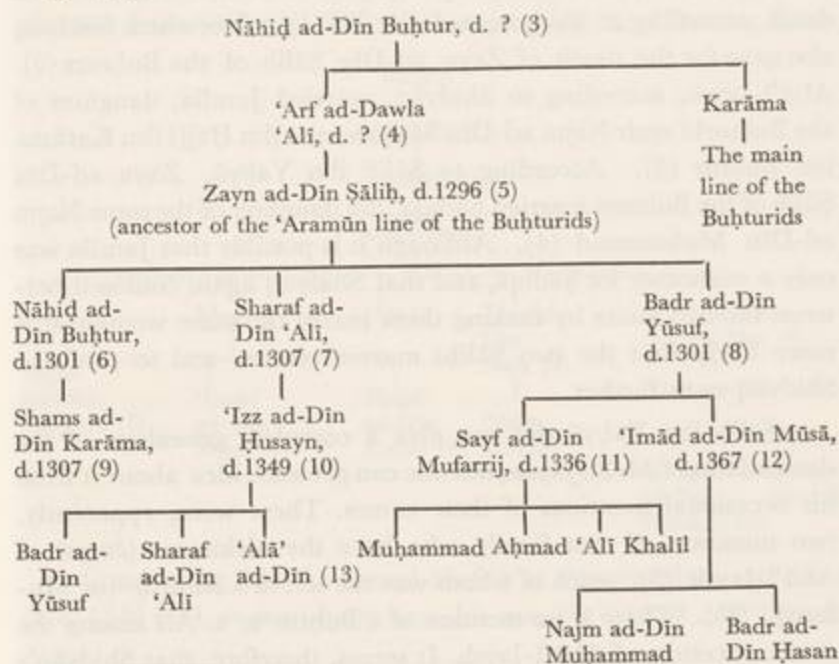 Nāhiḍ ad-Dīn Buḥtur, d. ? (3)
‘Arf ad-Dawla
‘Alī, d. ? (4)
Karāma
The main
line of the
Buḥturids
Zayn ad-Dīn Ṣāliḥ, d.1296 (5)
(ancestor of the ‘Aramūn line of the Buḥturids)
Nāhiḍ ad-
Dīn Buḥtur,
d.1301 (6)
Sharaf ad-
Dīn ‘Alī,
d.1307 (7)
Badr ad-Dīn
Yūsuf,
d.1301 (8)
Shams ad-
Dīn Karāma,
d.1307 (9)
‘Izz ad-Dīn
Ḥusayn,
d.1349 (10)
Sayf ad-Dīn
Mufarrij, d.1336 (11)
‘Imād ad-Dīn Mūsā,
d.1367 (12)
Badr ad-
Dīn
Yūsuf
Sharaf
ad-Dīn
‘Alī
‘Alā’
ad-Dīn (13)
Muḥammad Aḥmad ‘Alī Khalīl
Najm ad-Dīn
Muḥammad
Badr ad-
Dīn Ḥasan